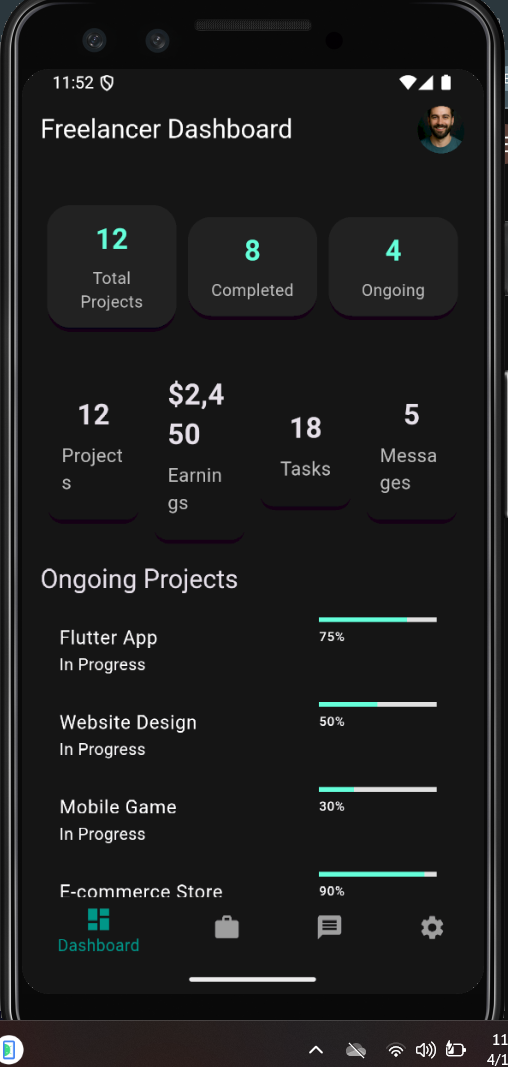 11:52
Freelancer Dashboard
12
Total
Projects
8
Completed
4
Ongoing
12
Project
s
$2,4
50
Earnin
gs
18
Tasks
5
Messa
ges
Ongoing Projects
Flutter App
In Progress
75%
Website Design
In Progress
50%
Mobile Game
In Progress
30%
E-commerce Store
90%
Dashboard
11
4/1